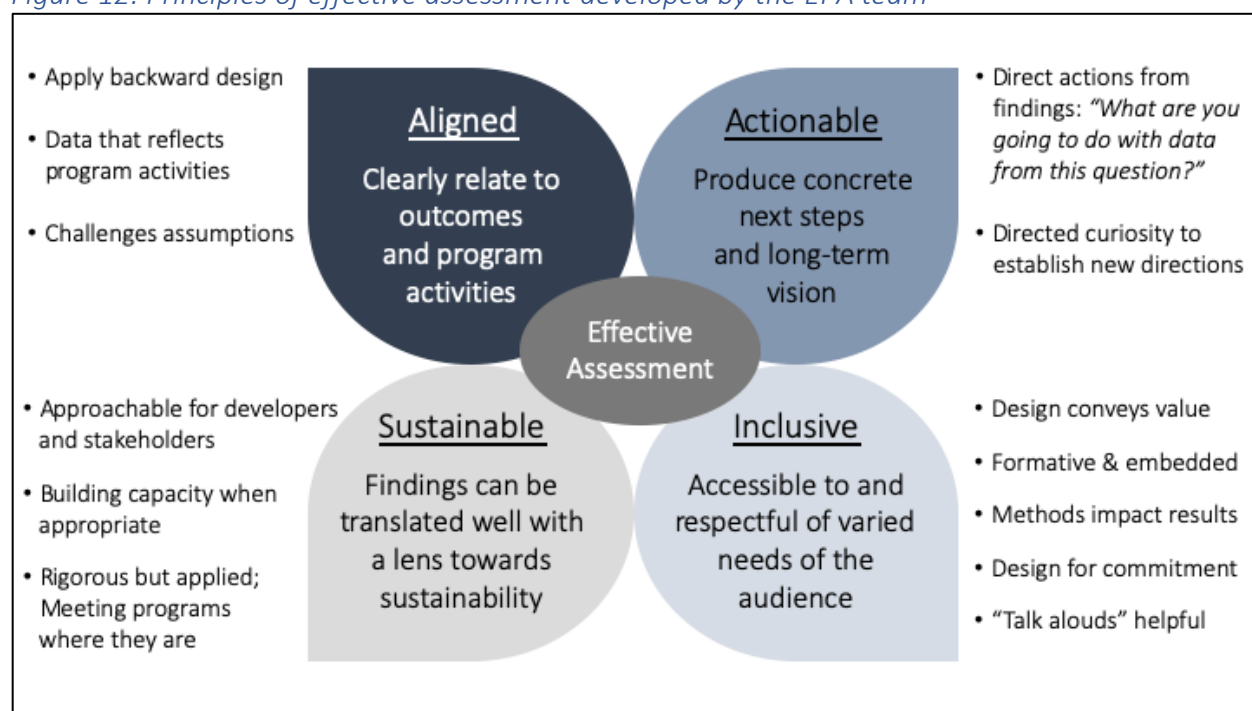 Figure 12: Principles of effective assessment developed by the EPA team
• Apply backward design
• Data that reflects
program activities
• Challenges assumptions
Aligned
Clearly relate to
outcomes
and program
activities
Actionable
Produce concrete
next steps
and long-term
vision
• Direct actions from
findings: “What are you
going to do with data
from this question?”
• Directed curiosity to
establish new directions
Effective
Assessment
• Approachable for developers
and stakeholders
• Building capacity when
appropriate
• Rigorous but applied;
Meeting programs
where they are
Sustainable
Findings can be
translated well with
a lens towards
sustainability
Inclusive
Accessible to and
respectful of varied
needs of the
audience
• Design conveys value
• Formative & embedded
• Methods impact results
• Design for commitment
• “Talk alouds” helpful